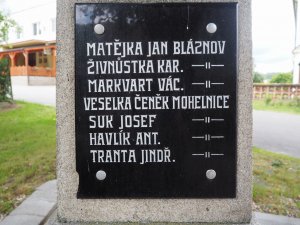 MATĚJKA JAN BLÁZNOV
ŽIVNŮSTKA KAR. —॥—
MARKVART VÁC. —॥—
VESELKA ČENĚK MOHELNICE
SUK JOSEF —॥—
HAVLÍK ANT. —॥—
TRANTA JINDŘ. —॥—